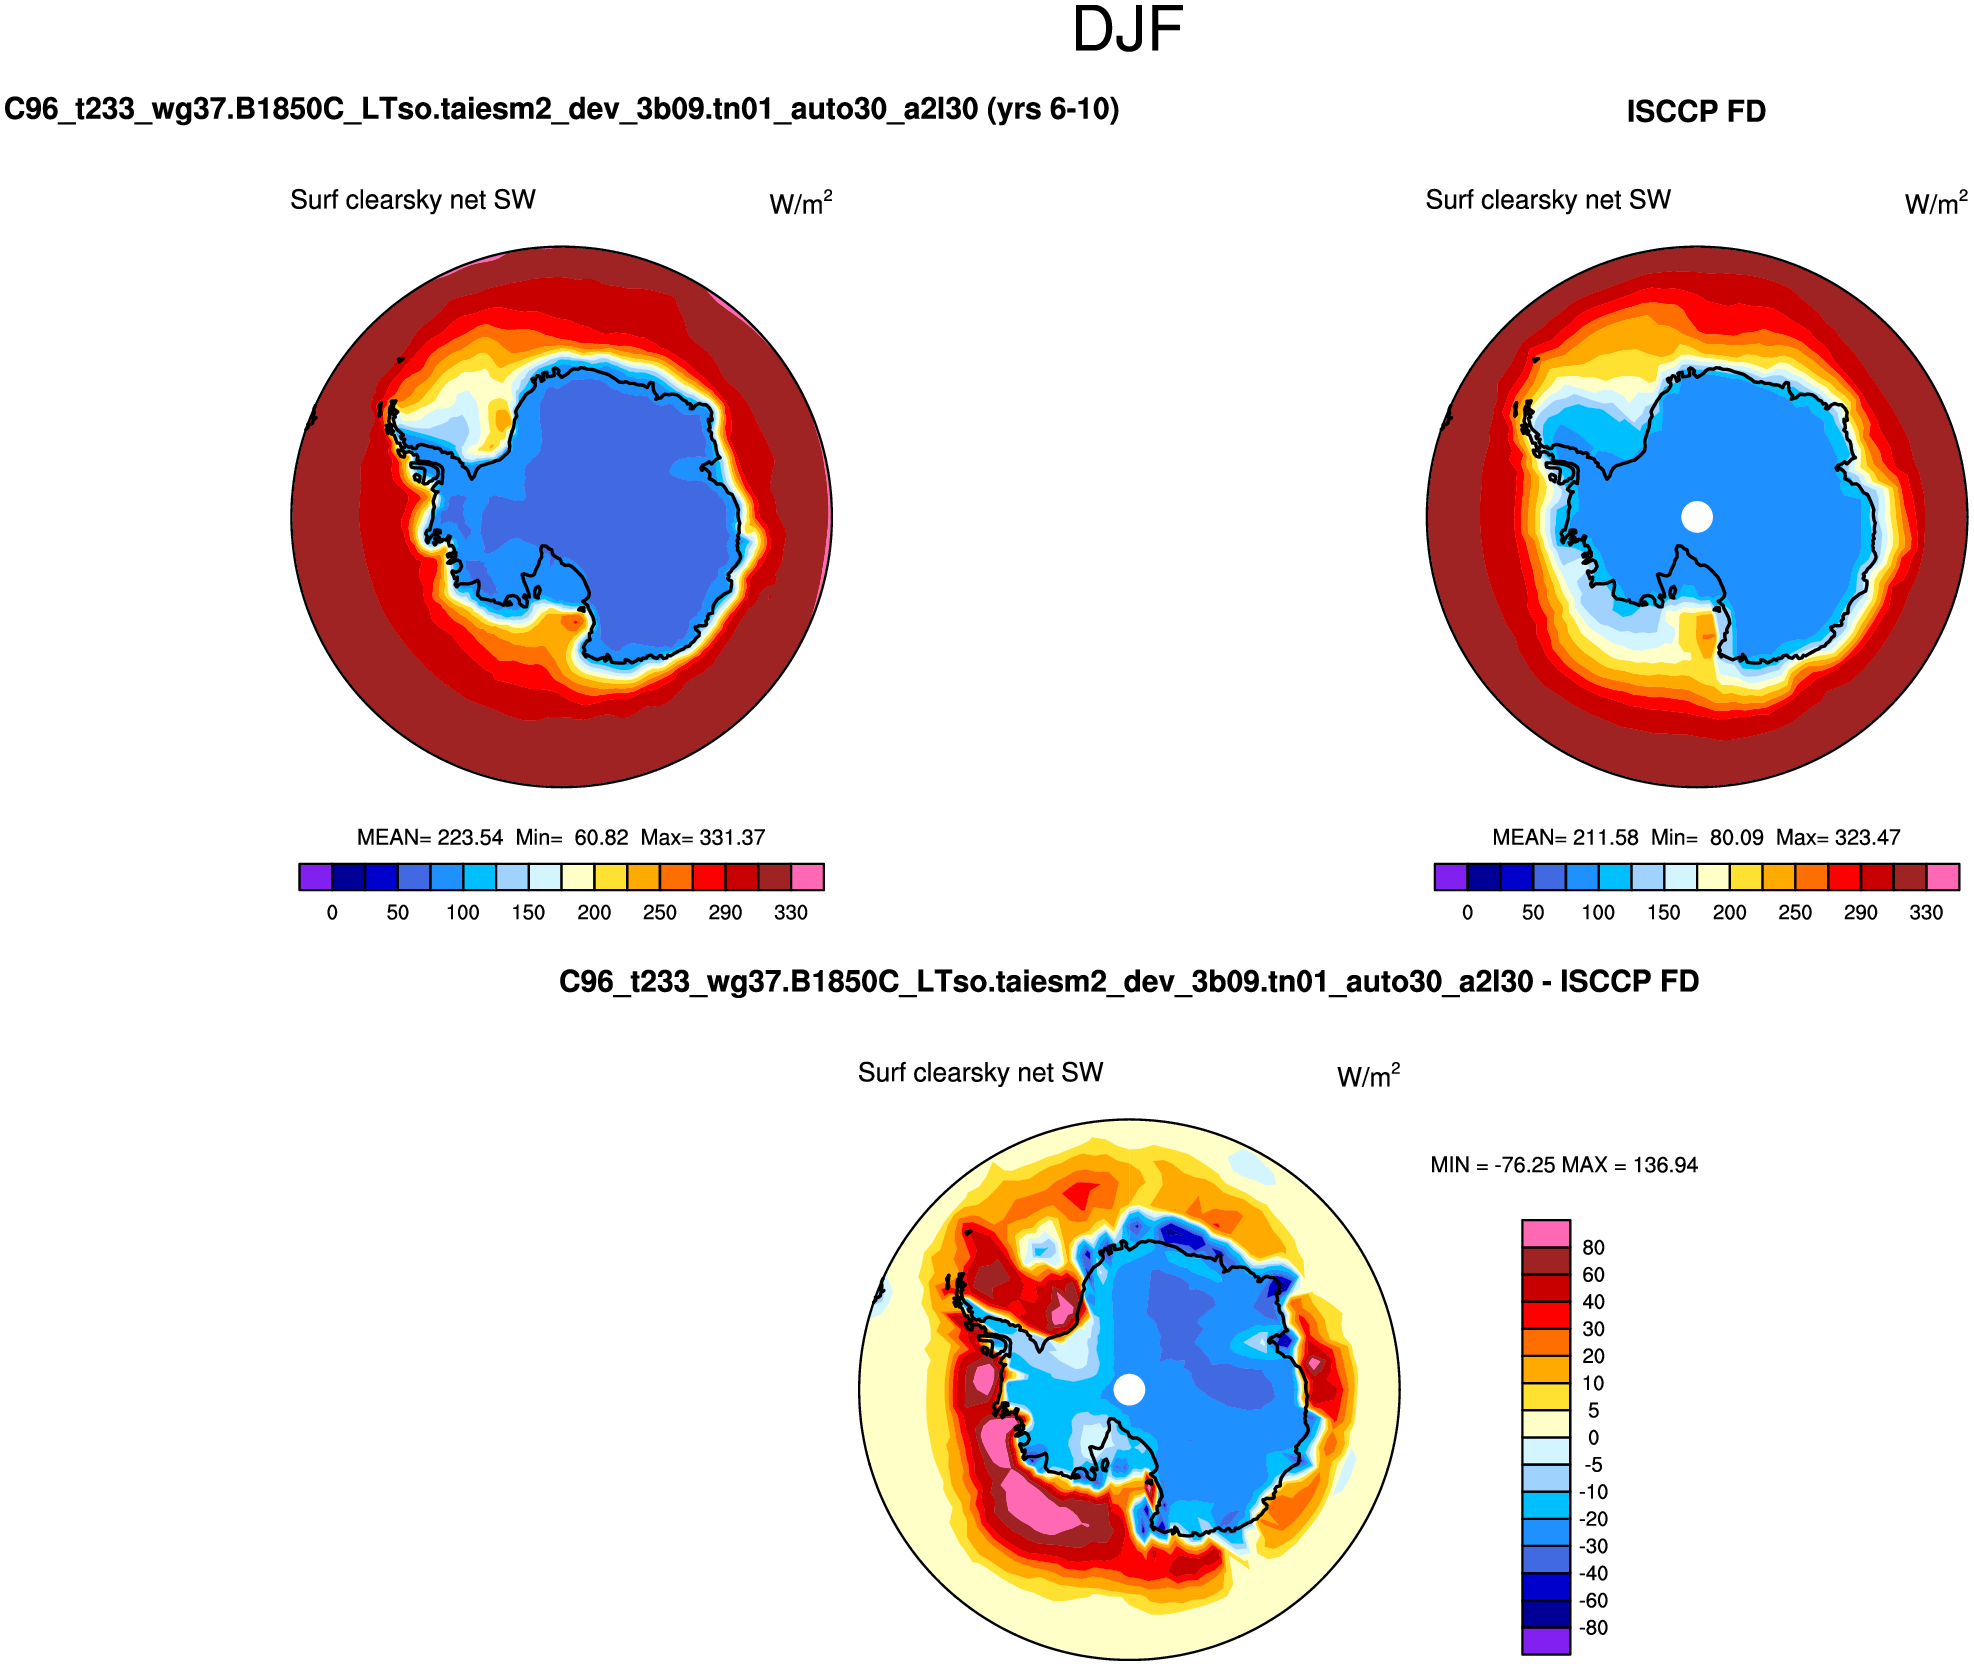 DJF
C96_t233_wg37.B1850C_LTso.taiesm2_dev_3b09.tn01_auto30_a2l30 (yrs 6-10)
ISCCP FD
Surf clearsky net SW W/m2
Surf clearsky net SW W/m2
MEAN= 223.54 Min= 60.82 Max= 331.37
MEAN= 211.58 Min= 80.09 Max= 323.47
0 50 100 150 200 250 290 330
0 50 100 150 200 250 290 330
C96_t233_wg37.B1850C_LTso.taiesm2_dev_3b09.tn01_auto30_a2l30 - ISCCP FD
Surf clearsky net SW W/m2
MIN = -76.25 MAX = 136.94
80
60
40
30
20
10
5
0
-5
-10
-20
-30
-40
-60
-80